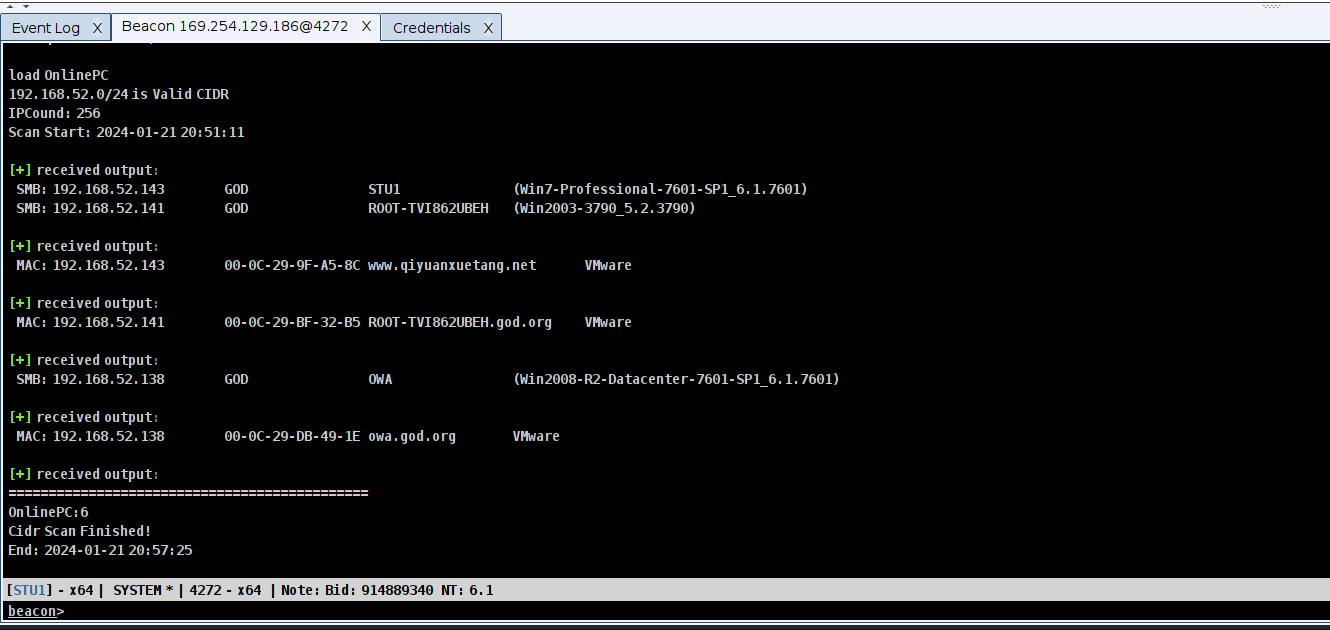 Event Log X Beacon 169.254.129.186@4272 X Credentials X
load OnlinePC
192.168.52.0/24 is Valid CIDR
IPCound: 256
Scan Start: 2024-01-21 20:51:11
[+] received output:
SMB: 192.168.52.143 GOD STU1 (Win7-Professional-7601-SP1_6.1.7601)
SMB: 192.168.52.141 GOD ROOT-TVI862UBEH (Win2003-3790_5.2.3790)
[+] received output:
MAC: 192.168.52.143 00-0C-29-9F-A5-8C www.qiyuanxuetang.net VMware
[+] received output:
MAC: 192.168.52.141 00-0C-29-BF-32-B5 ROOT-TVI862UBEH.god.org VMware
[+] received output:
SMB: 192.168.52.138 GOD OWA (Win2008-R2-Datacenter-7601-SP1_6.1.7601)
[+] received output:
MAC: 192.168.52.138 00-0C-29-DB-49-1E owa.god.org VMware
[+] received output:
=============================================
OnlinePC:6
Cidr Scan Finished!
End: 2024-01-21 20:57:25
[STU1] - x64 | SYSTEM * | 4272 - x64 | Note: Bid: 914889340 NT: 6.1
beacon>